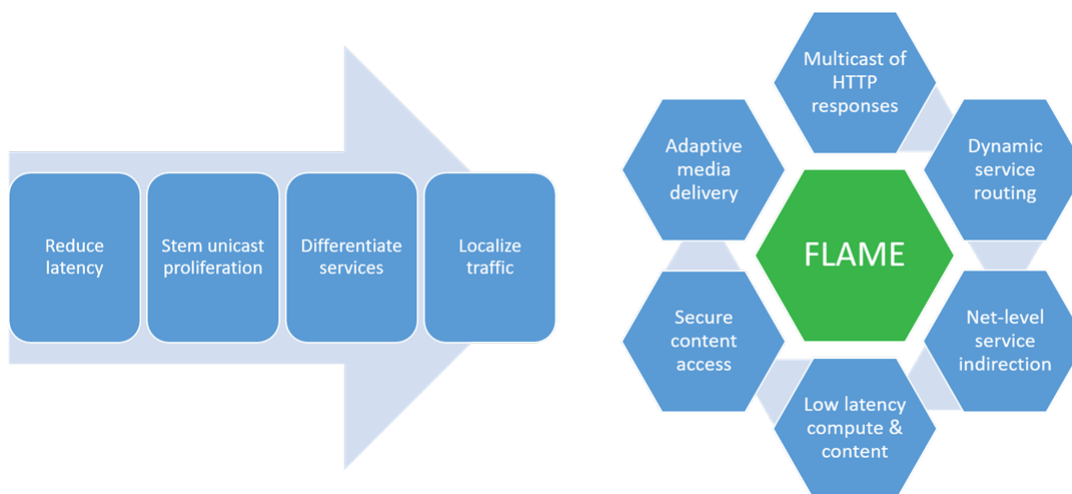 Reduce
latency
Stem unicast
proliferation
Differentiate
services
Localize
traffic
Multicast of
HTTP
responses
Adaptive
media
delivery
Dynamic
service
routing
FLAME
Secure
content
access
Net-level
service
indirection
Low latency
compute &
content